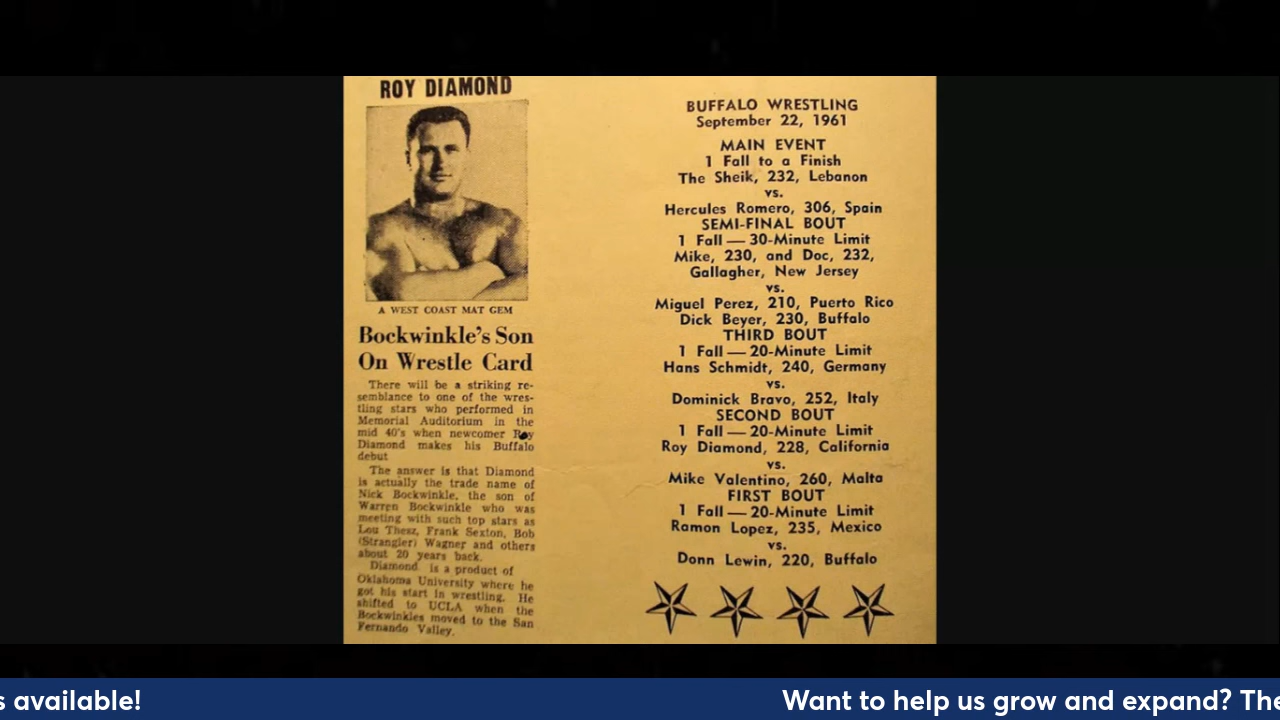 ROY DIAMOND
A WEST COAST MAT GEM
Bockwinkle's Son
On Wrestle Card
There will be a striking re-
semblance to one of the wres-
tling stars who performed in
Memorial Auditorium in the
mid 40's when newcomer Roy
Diamond makes his Buffalo
debut
The answer is that Diamond
is actually the trade name of
Nick Bockwinkle, the son of
Warren Bockwinkle who was
meeting with such top stars as
Lou Thesz, Frank Sexton, Bob
(Strangler) Wagner and others
about 20 years back.
Diamond is a product of
Oklahoma University where he
got his start in wrestling. He
shifted to UCLA when the
Bockwinkles moved to the San
Fernando Valley.
BUFFALO WRESTLING
September 22, 1961
MAIN EVENT
1 Fall to a Finish
The Sheik, 232, Lebanon
vs.
Hercules Romero, 306, Spain
SEMI-FINAL BOUT
1 Fall — 30-Minute Limit
Mike, 230, and Doc, 232,
Gallagher, New Jersey
vs.
Miguel Perez, 210, Puerto Rico
Dick Beyer, 230, Buffalo
THIRD BOUT
1 Fall — 20-Minute Limit
Hans Schmidt, 240, Germany
vs.
Dominick Bravo, 252, Italy
SECOND BOUT
1 Fall — 20-Minute Limit
Roy Diamond, 228, California
vs.
Mike Valentino, 260, Malta
FIRST BOUT
1 Fall — 20-Minute Limit
Ramon Lopez, 235, Mexico
vs.
Donn Lewin, 220, Buffalo
s available! Want to help us grow and expand? The